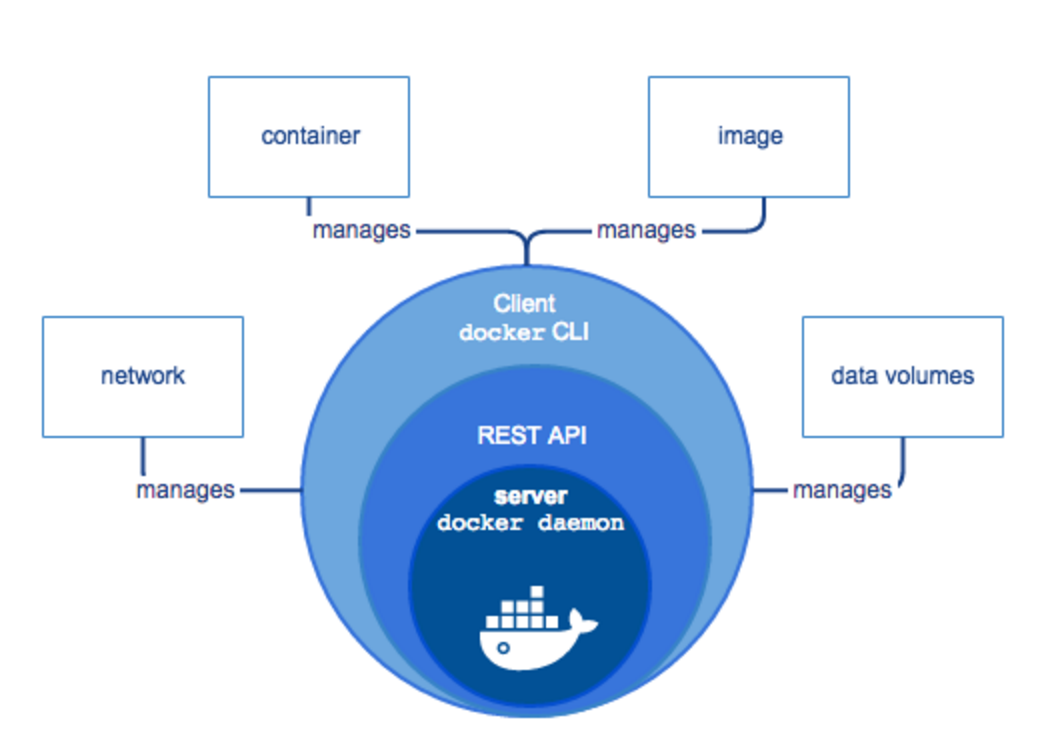 container
image
manages
manages
Client
docker CLI
network
data volumes
REST API
manages
manages
server
docker daemon